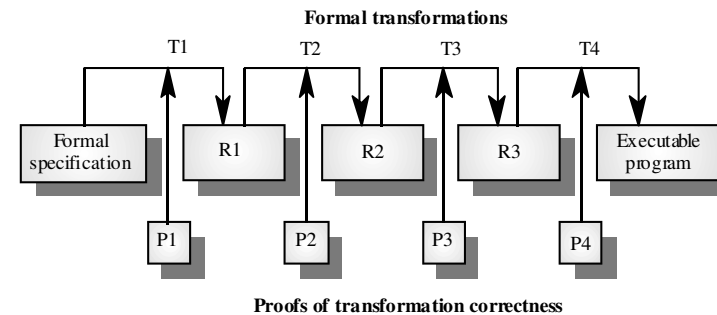 Formal transformations
T1 T2 T3 T4
Formal
specification
R1 R2 R3
Executable
program
P1 P2 P3 P4
Proofs of transformation correctness